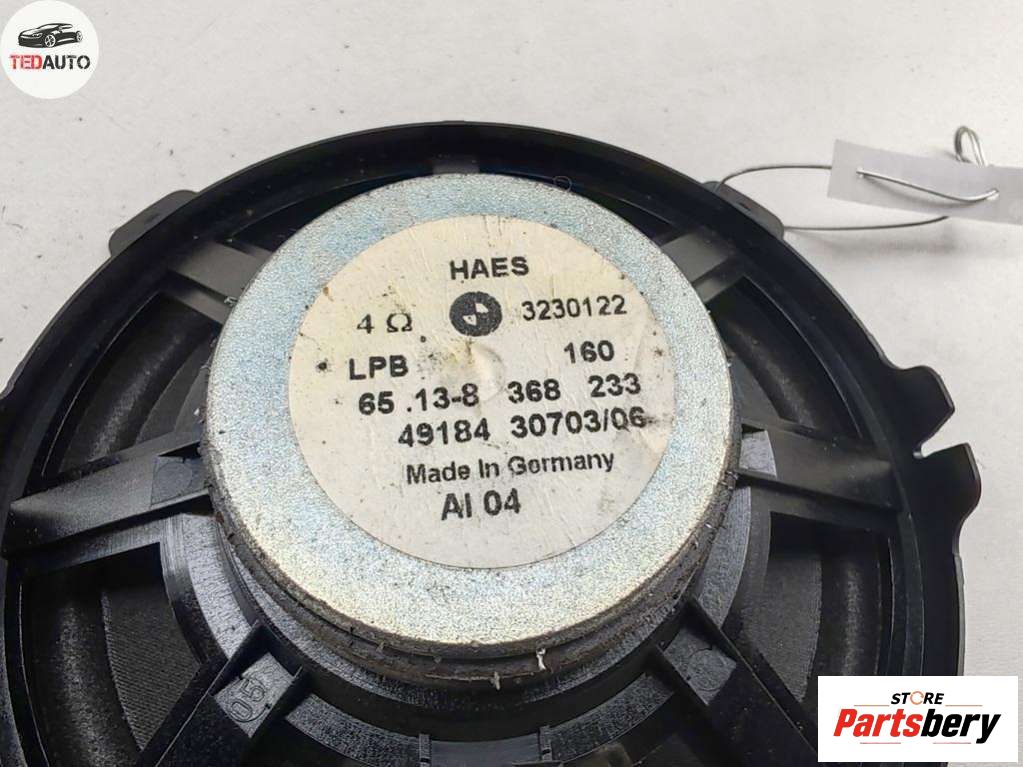 TEDAUTO
HAES
4 Ω 3230122
LPB 160
65 .13-8 368 233
49184 30703/06
Made In Germany
AI 04
05
STORE
Partsbery